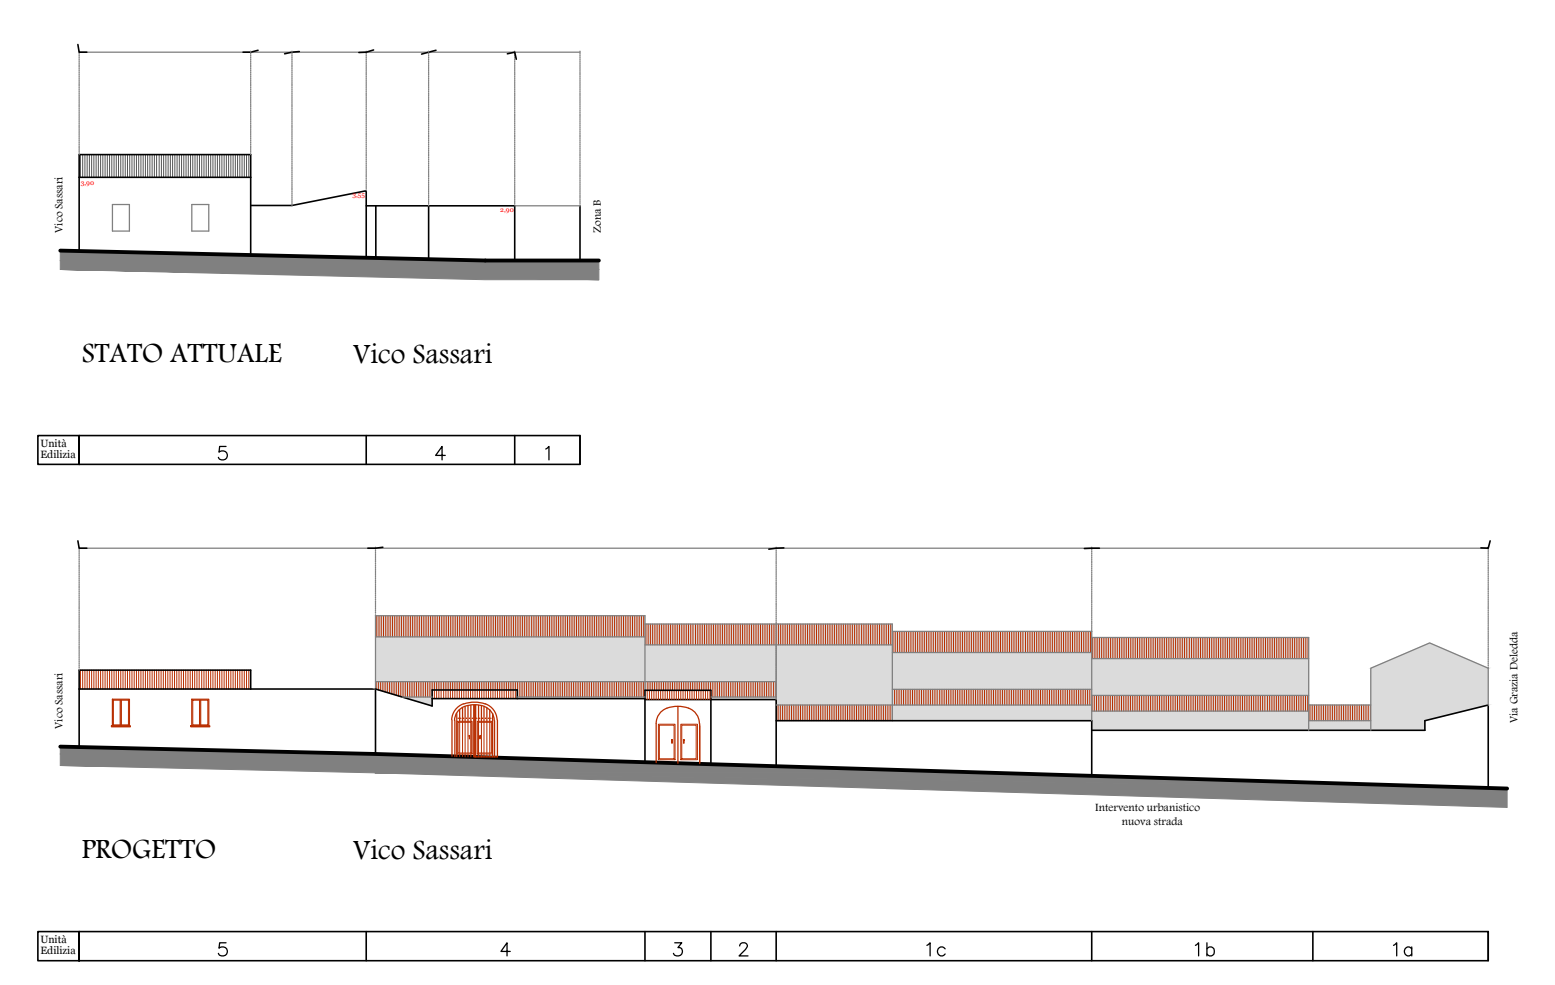 Vico Sassari
3,90
3,55
2,90
Zona B
STATO ATTUALE Vico Sassari
Unità
Edilizia
5 4 1
Vico Sassari
Via Grazia Deledda
Intervento urbanistico
nuova strada
PROGETTO Vico Sassari
Unità
Edilizia
5 4 3 2 1c 1b 1a